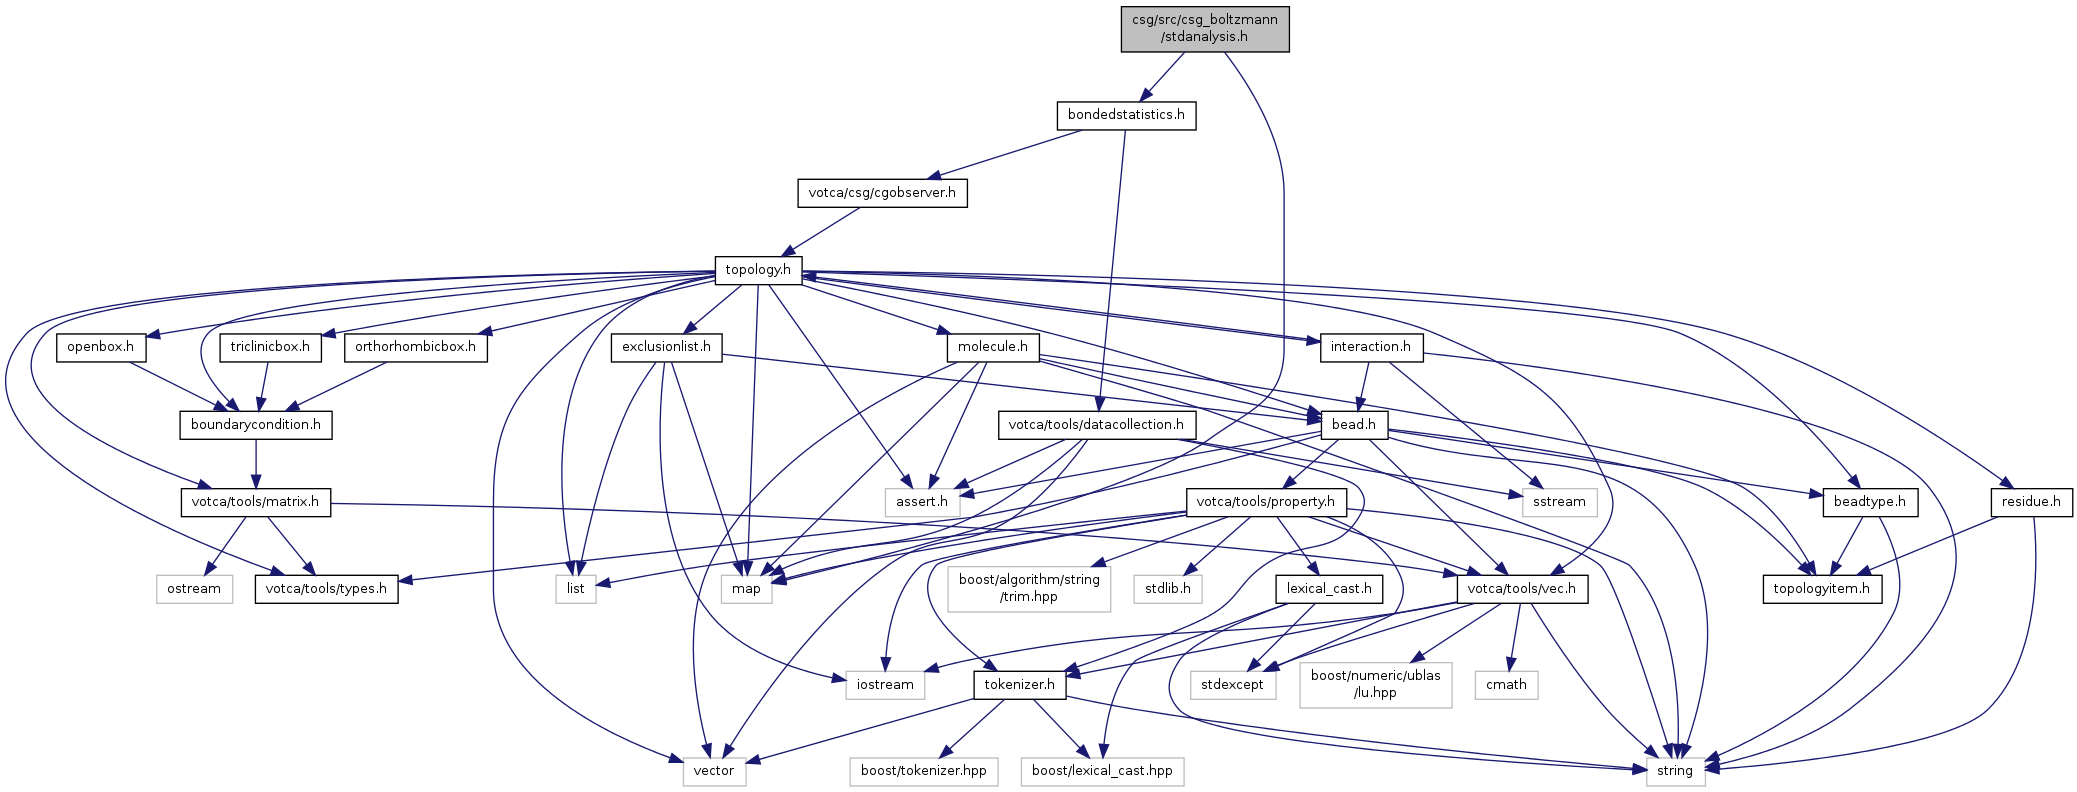 csg/src/csg_boltzmann
/stdanalysis.h
bondedstatistics.h
votca/csg/cgobserver.h
topology.h
openbox.h
triclinicbox.h
orthorhombicbox.h
exclusionlist.h
molecule.h
interaction.h
boundarycondition.h
votca/tools/datacollection.h
bead.h
votca/tools/matrix.h
assert.h
votca/tools/property.h
sstream
beadtype.h
residue.h
ostream
votca/tools/types.h
list
map
boost/algorithm/string
/trim.hpp
stdlib.h
lexical_cast.h
votca/tools/vec.h
topologyitem.h
iostream
tokenizer.h
stdexcept
boost/numeric/ublas
/lu.hpp
cmath
vector
boost/tokenizer.hpp
boost/lexical_cast.hpp
string